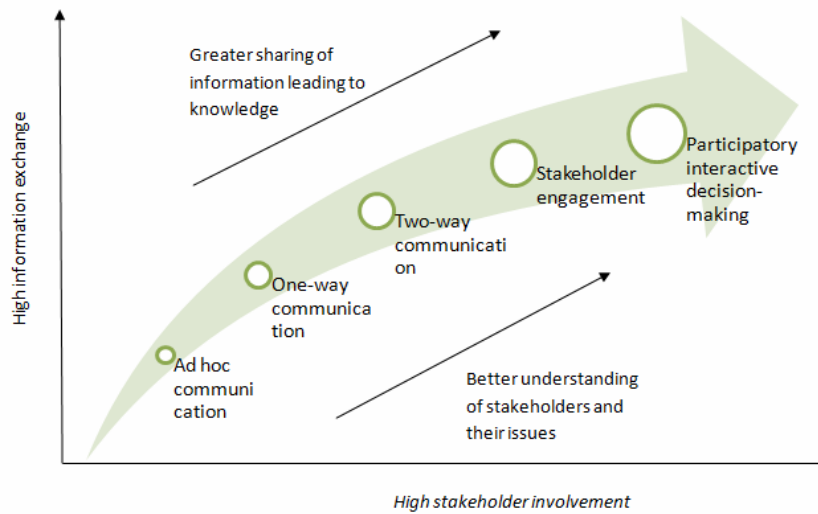 Greater sharing of
information leading to
knowledge
High information exchange
Participatory
interactive
decision-
making
Stakeholder
engagement
Two-way
communicati
on
One-way
communica
tion
Ad hoc
communi
cation
Better understanding
of stakeholders and
their issues
High stakeholder involvement